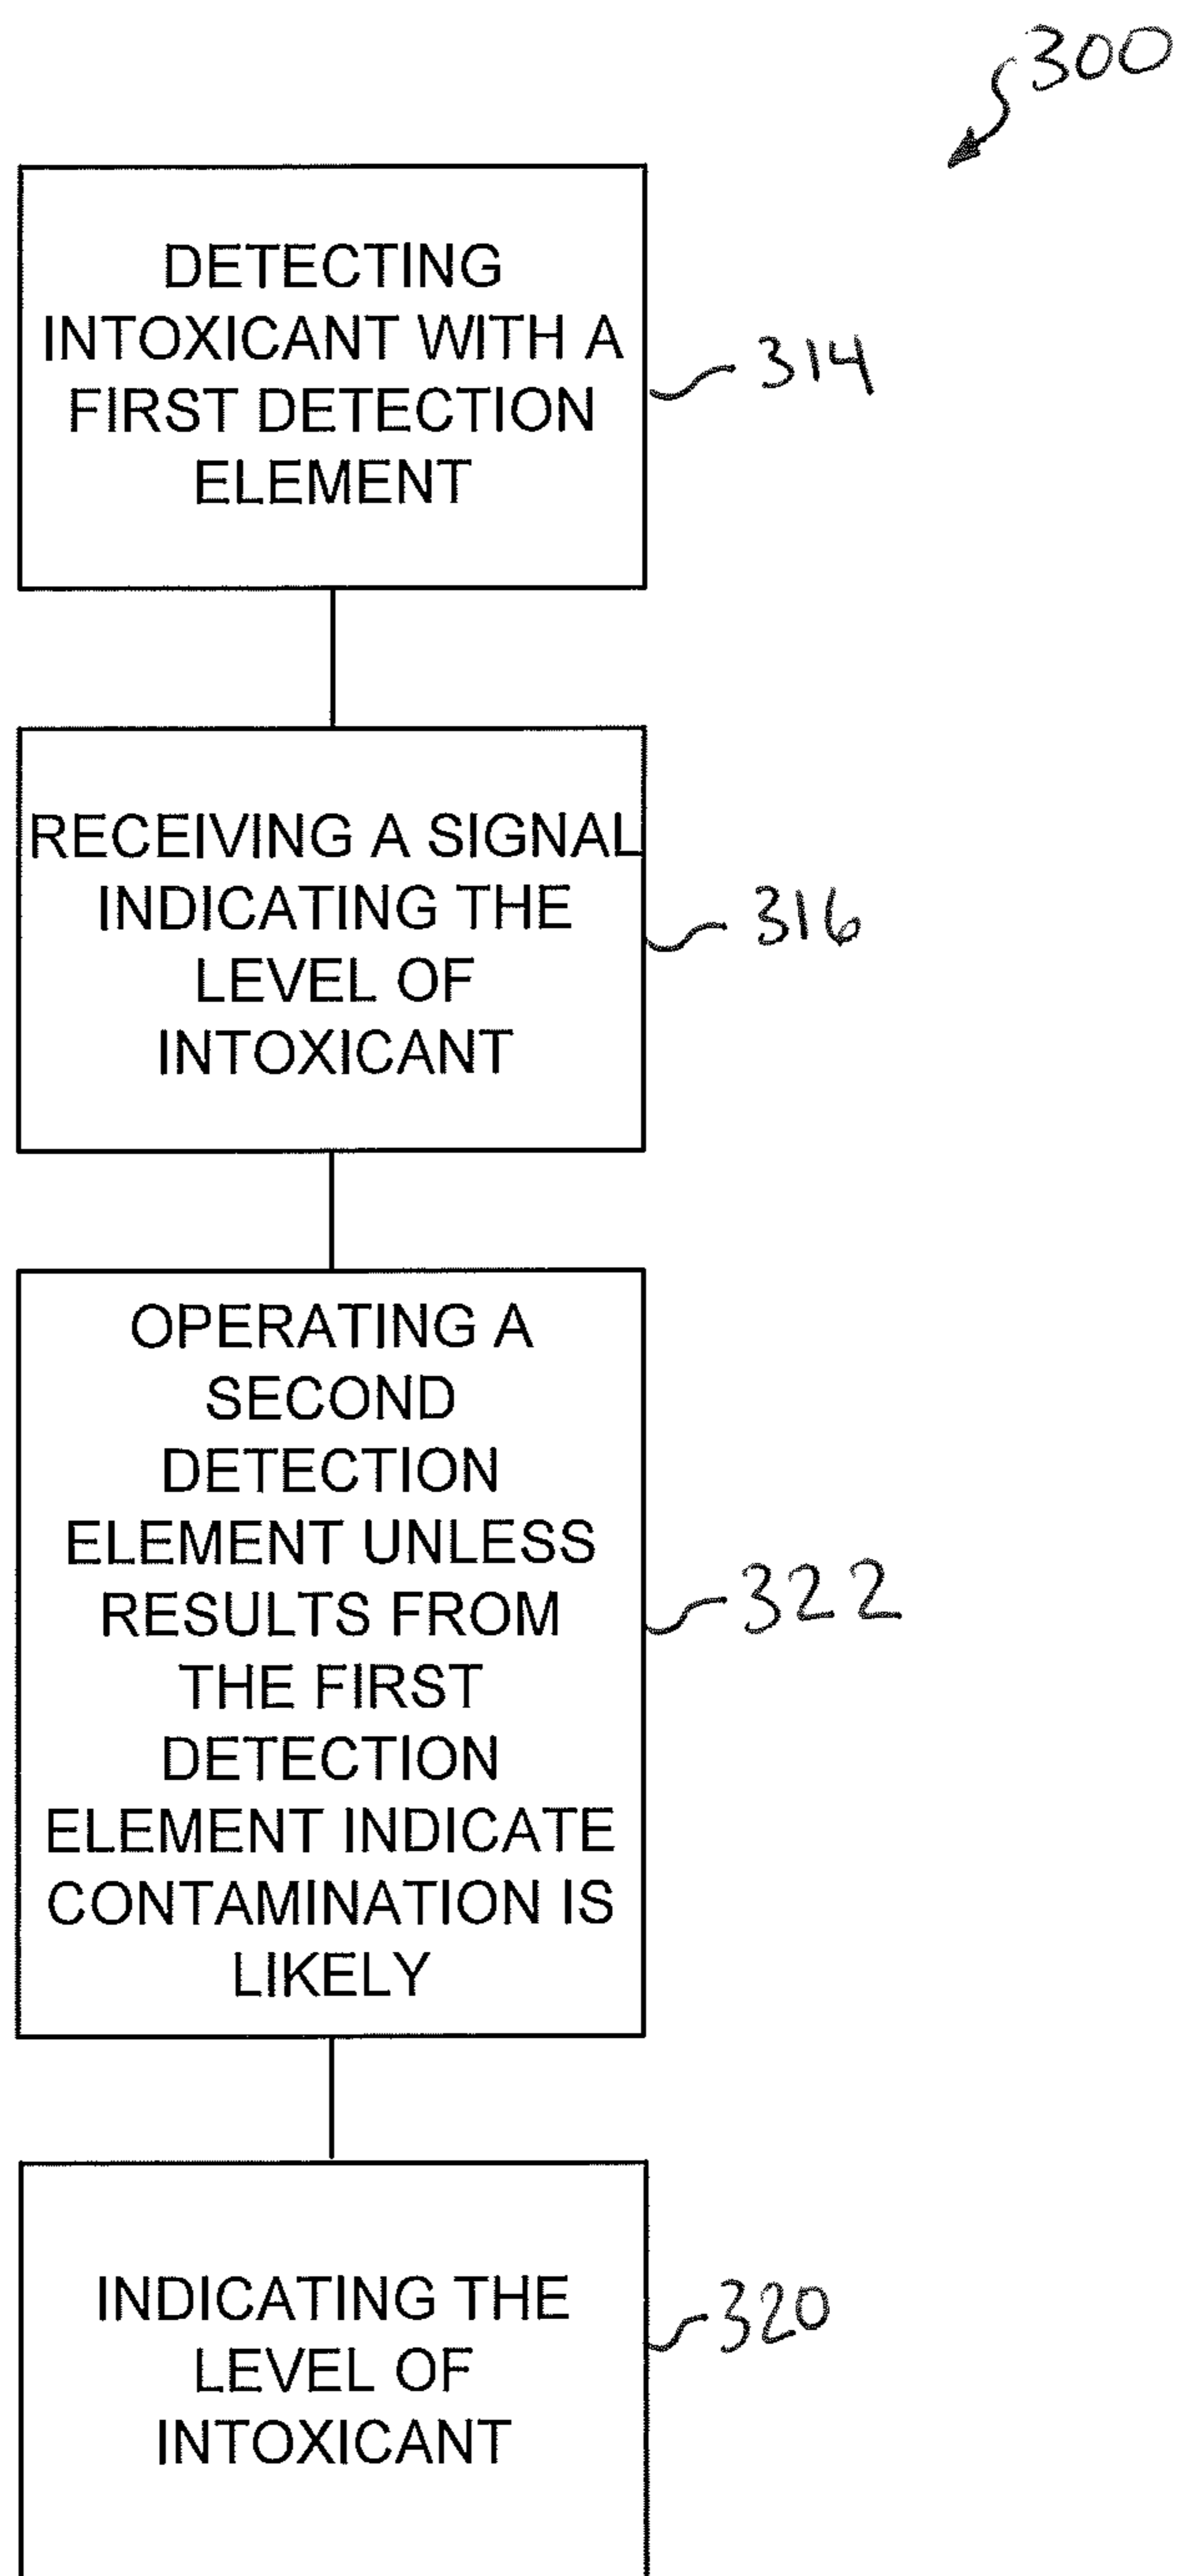 300
DETECTING
INTOXICANT WITH A
FIRST DETECTION
ELEMENT
314
RECEIVING A SIGNAL
INDICATING THE
LEVEL OF
INTOXICANT
316
OPERATING A
SECOND
DETECTION
ELEMENT UNLESS
RESULTS FROM
THE FIRST
DETECTION
ELEMENT INDICATE
CONTAMINATION IS
LIKELY
322
INDICATING THE
LEVEL OF
INTOXICANT
320